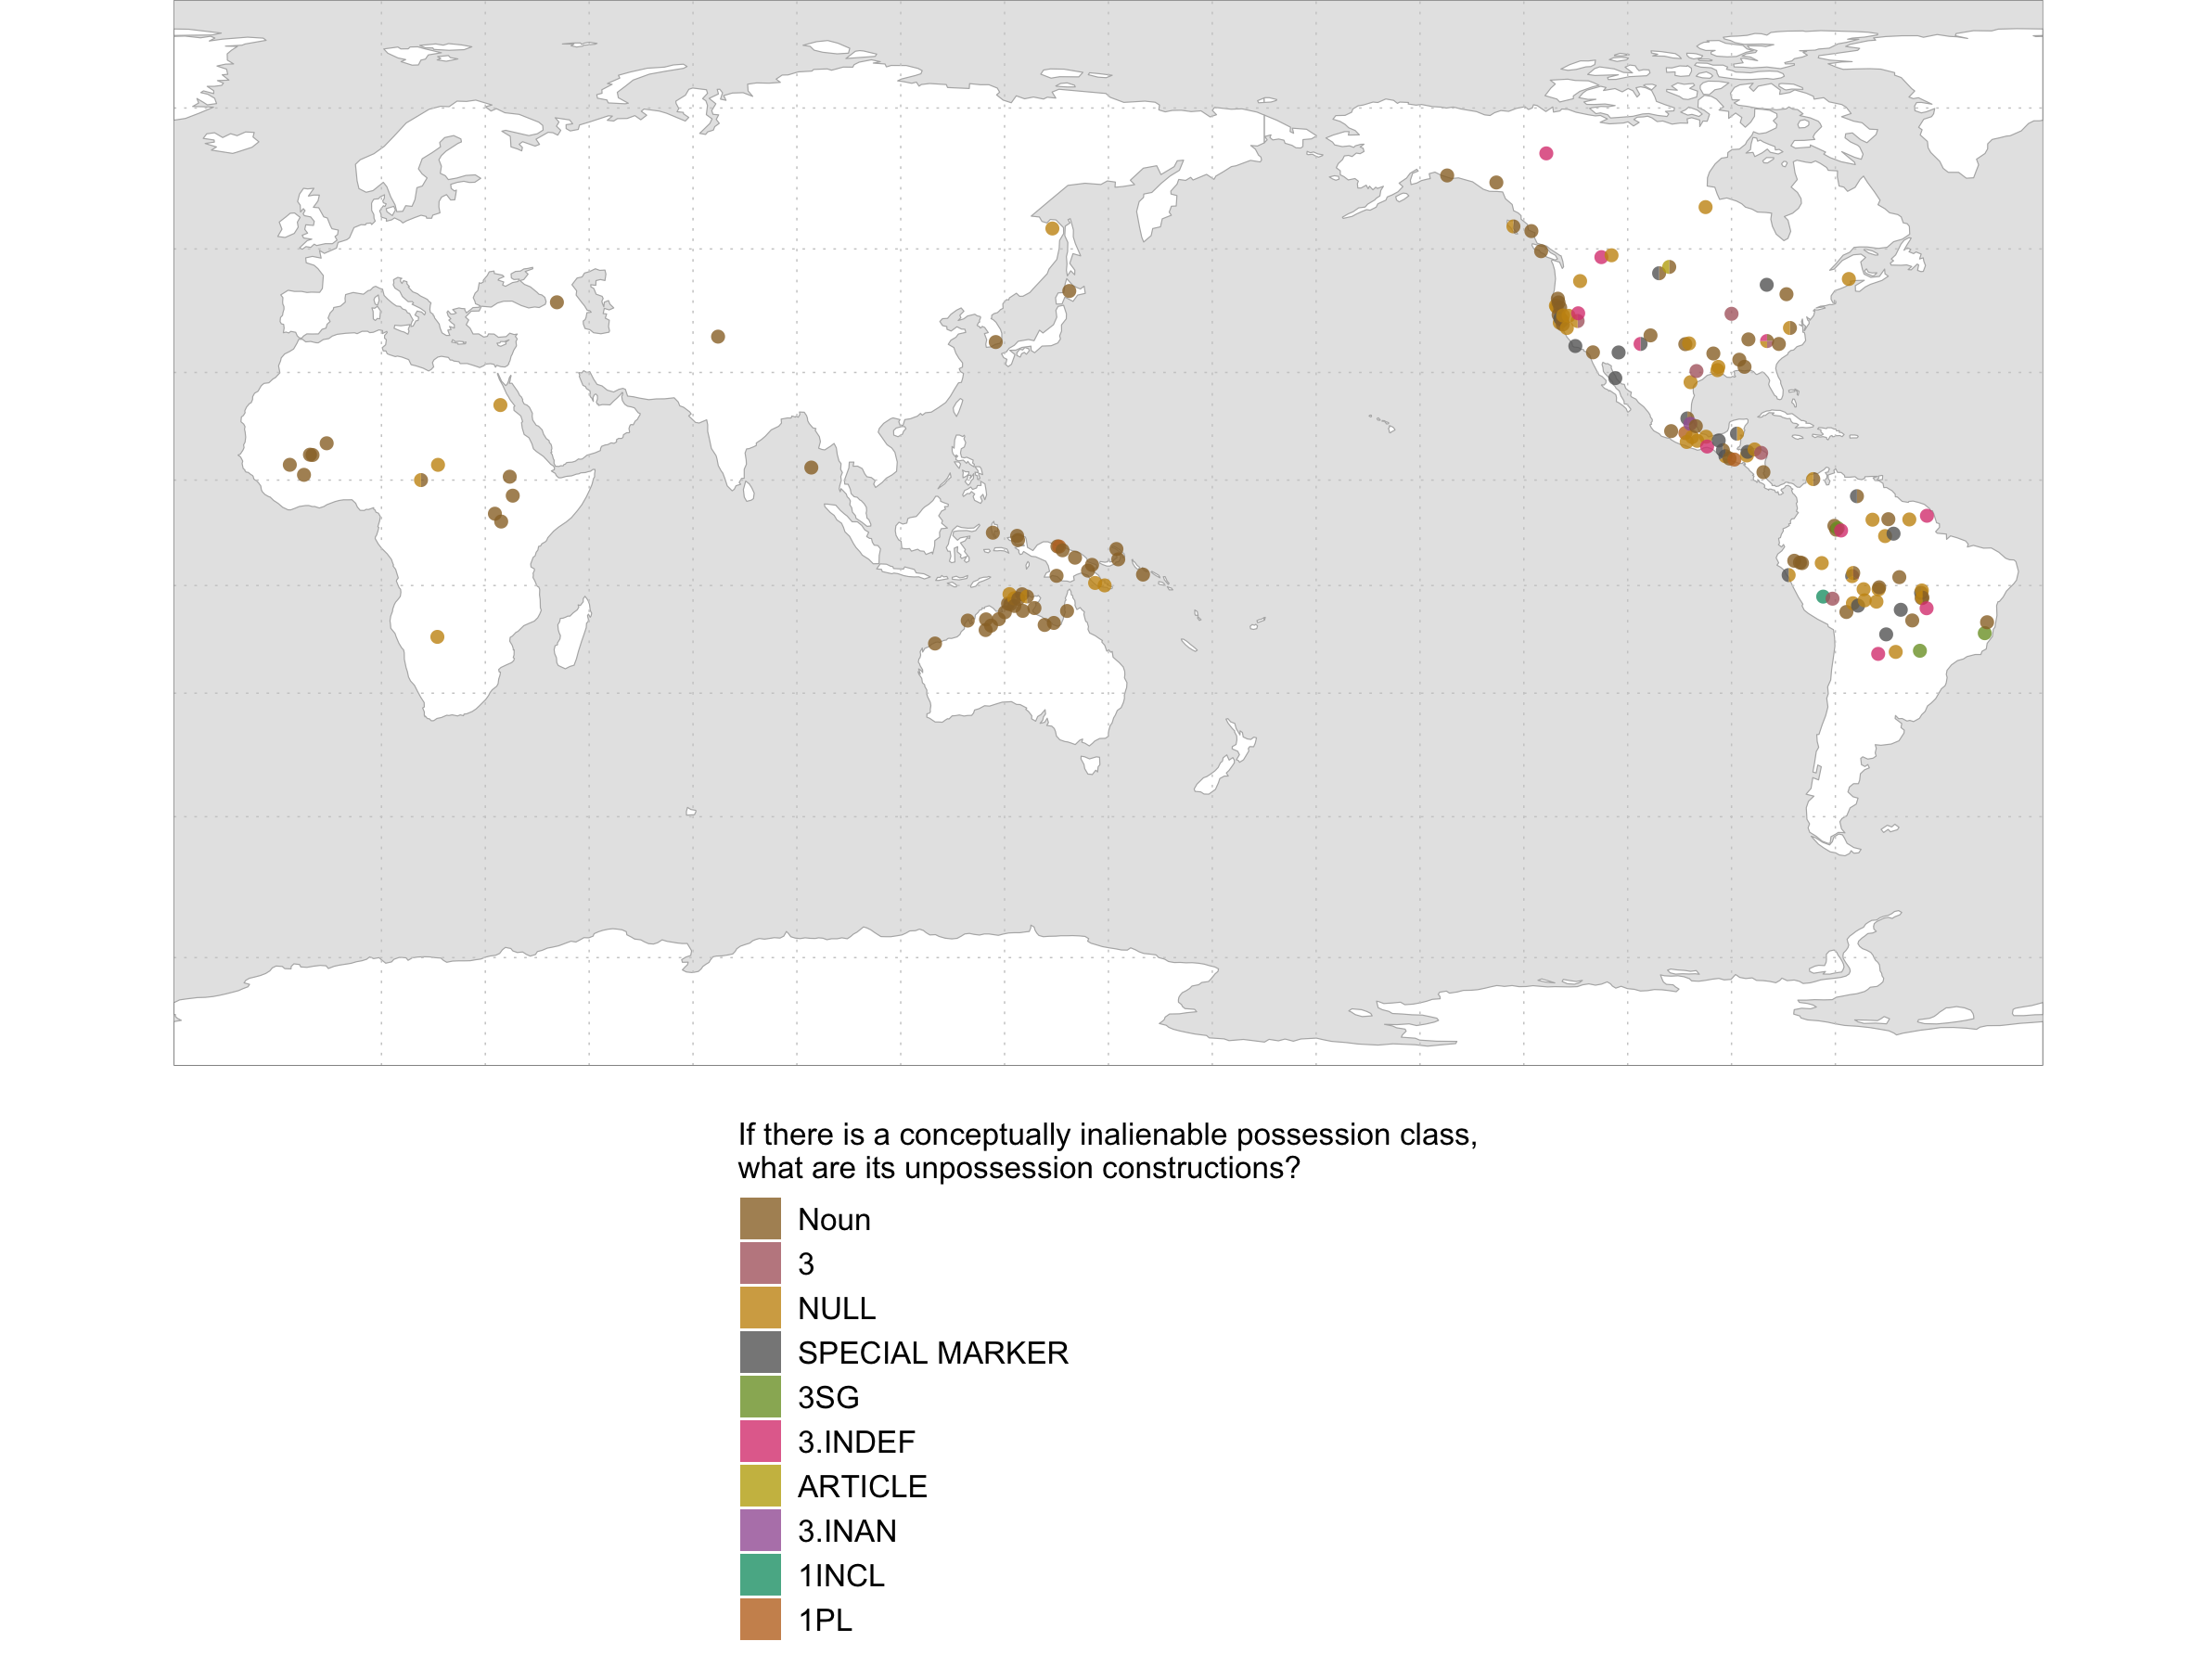 If there is a conceptually inalienable possession class,
what are its unpossession constructions?
Noun
3
NULL
SPECIAL MARKER
3SG
3.INDEF
ARTICLE
3.INAN
1INCL
1PL